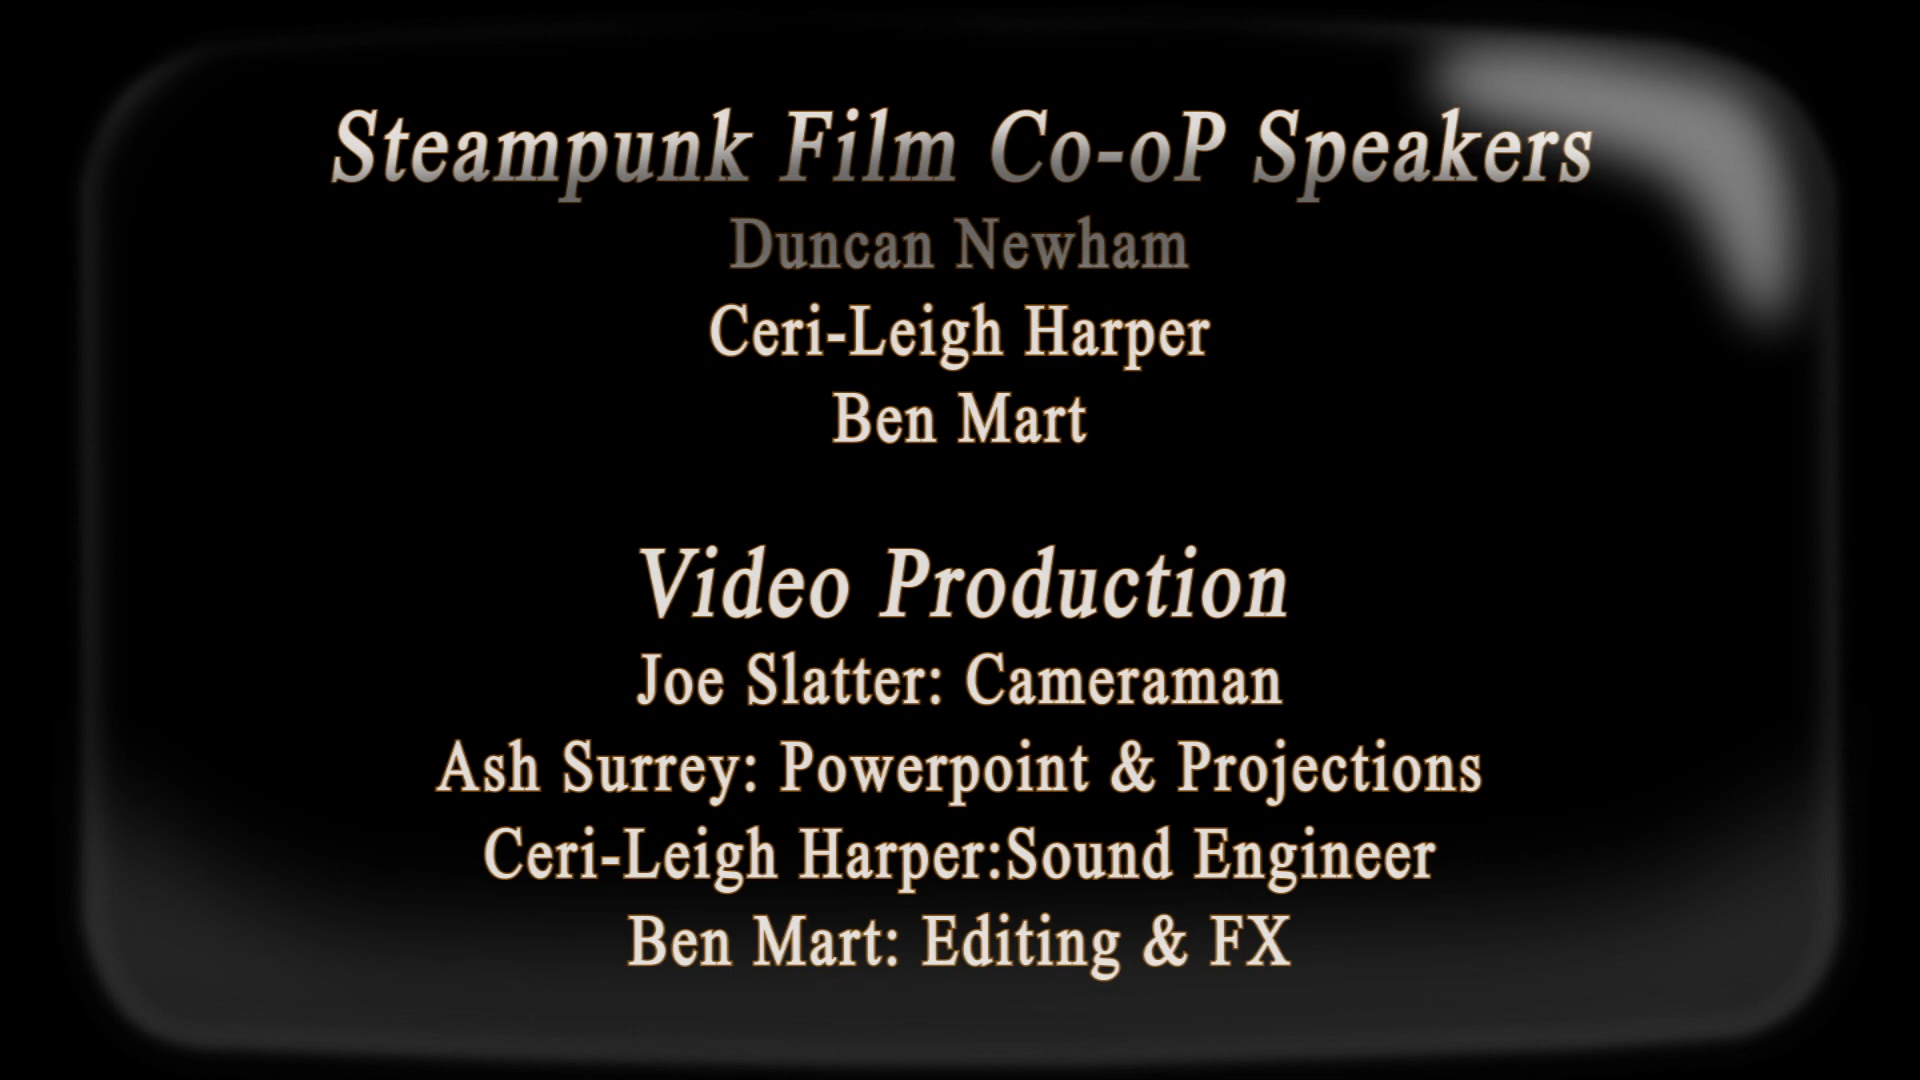 Steampunk Film Co-oP Speakers
Duncan Newham
Ceri-Leigh Harper
Ben Mart
Video Production
Joe Slatter: Cameraman
Ash Surrey: Powerpoint & Projections
Ceri-Leigh Harper:Sound Engineer
Ben Mart: Editing & FX